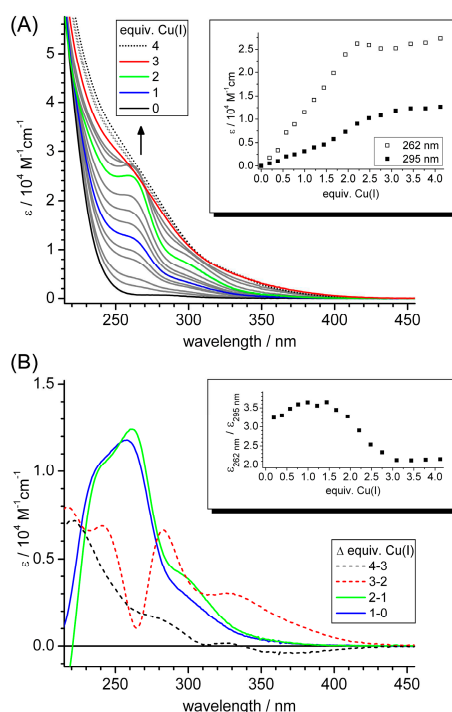 (A)
equiv. Cu(I)
4
3
2
1
0
ε / 10⁴ M⁻¹cm⁻¹
5
4
3
2
1
0
250 300 350 400 450
wavelength / nm
ε / 10⁴ M⁻¹cm
2.5
2.0
1.5
1.0
0.5
0.0
0.0 0.5 1.0 1.5 2.0 2.5 3.0 3.5 4.0
equiv. Cu(I)
262 nm
295 nm
(B)
ε / 10⁴ M⁻¹cm⁻¹
1.5
1.0
0.5
0.0
250 300 350 400 450
wavelength / nm
ε262 nm / ε295 nm
3.5
3.0
2.5
2.0
0.0 0.5 1.0 1.5 2.0 2.5 3.0 3.5 4.0
equiv. Cu(I)
Δ equiv. Cu(I)
4-3
3-2
2-1
1-0